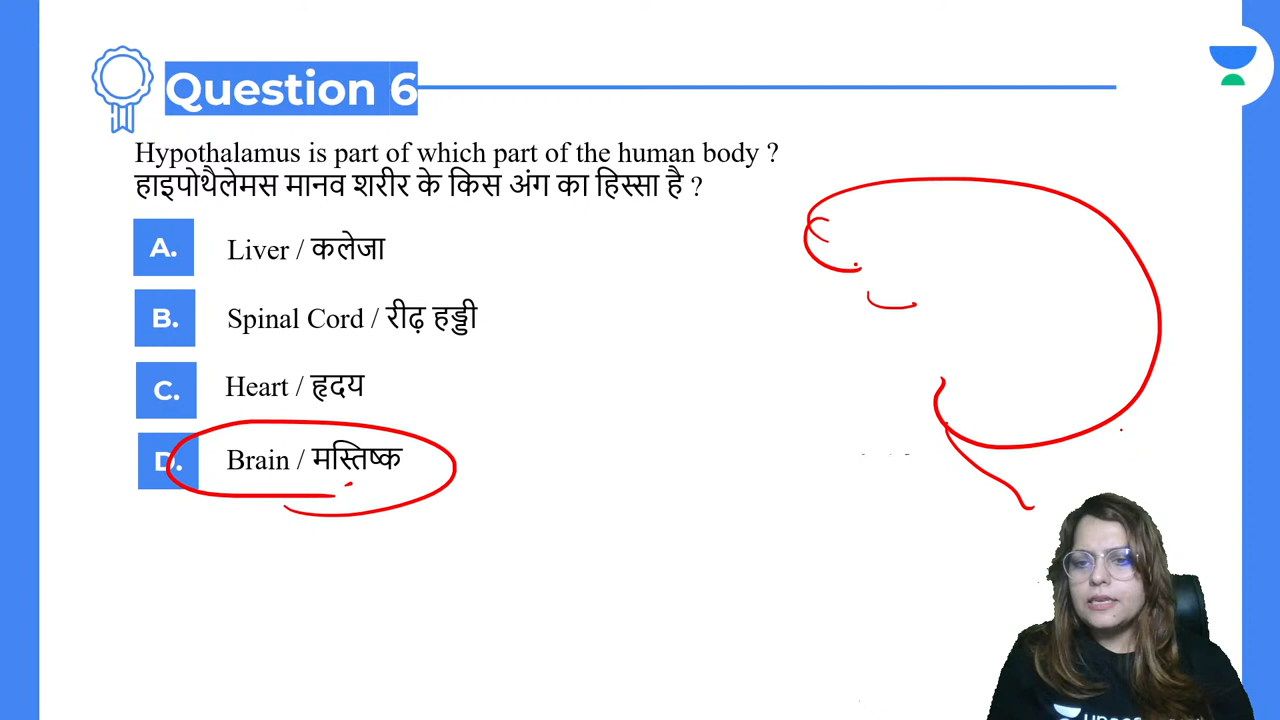 Question 6
Hypothalamus is part of which part of the human body ?
हाइपोथैलेमस मानव शरीर के किस अंग का हिस्सा है ?
A. Liver / कलेजा
B. Spinal Cord / रीढ़ हड्डी
C. Heart / हृदय
D. Brain / मस्तिष्क